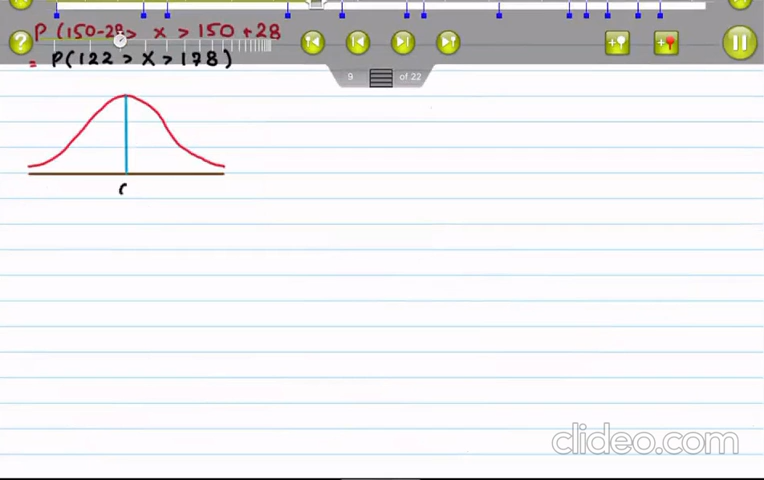 P (150-28> x > 150 +28
= P(122 > X > 178)
9 of 22
clideo.com